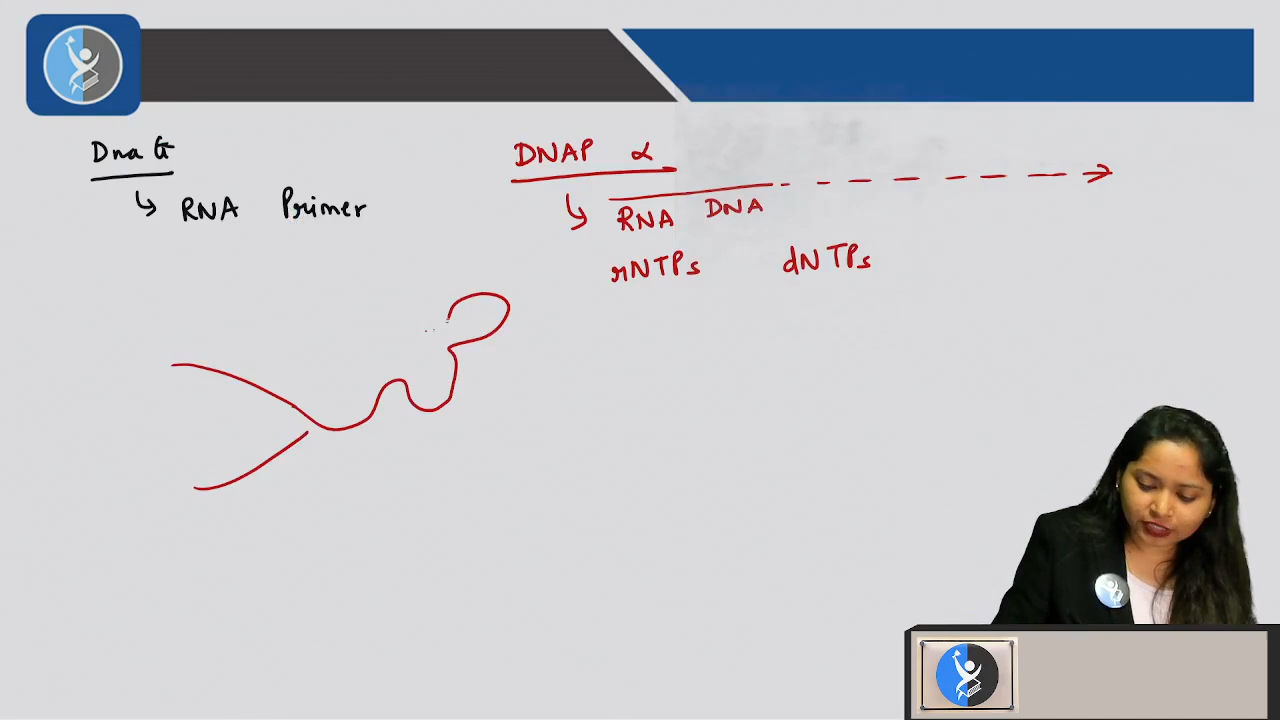 Dna G
↳ RNA Primer
DNAP α
↳ RNA DNA
rNTPs dNTPs